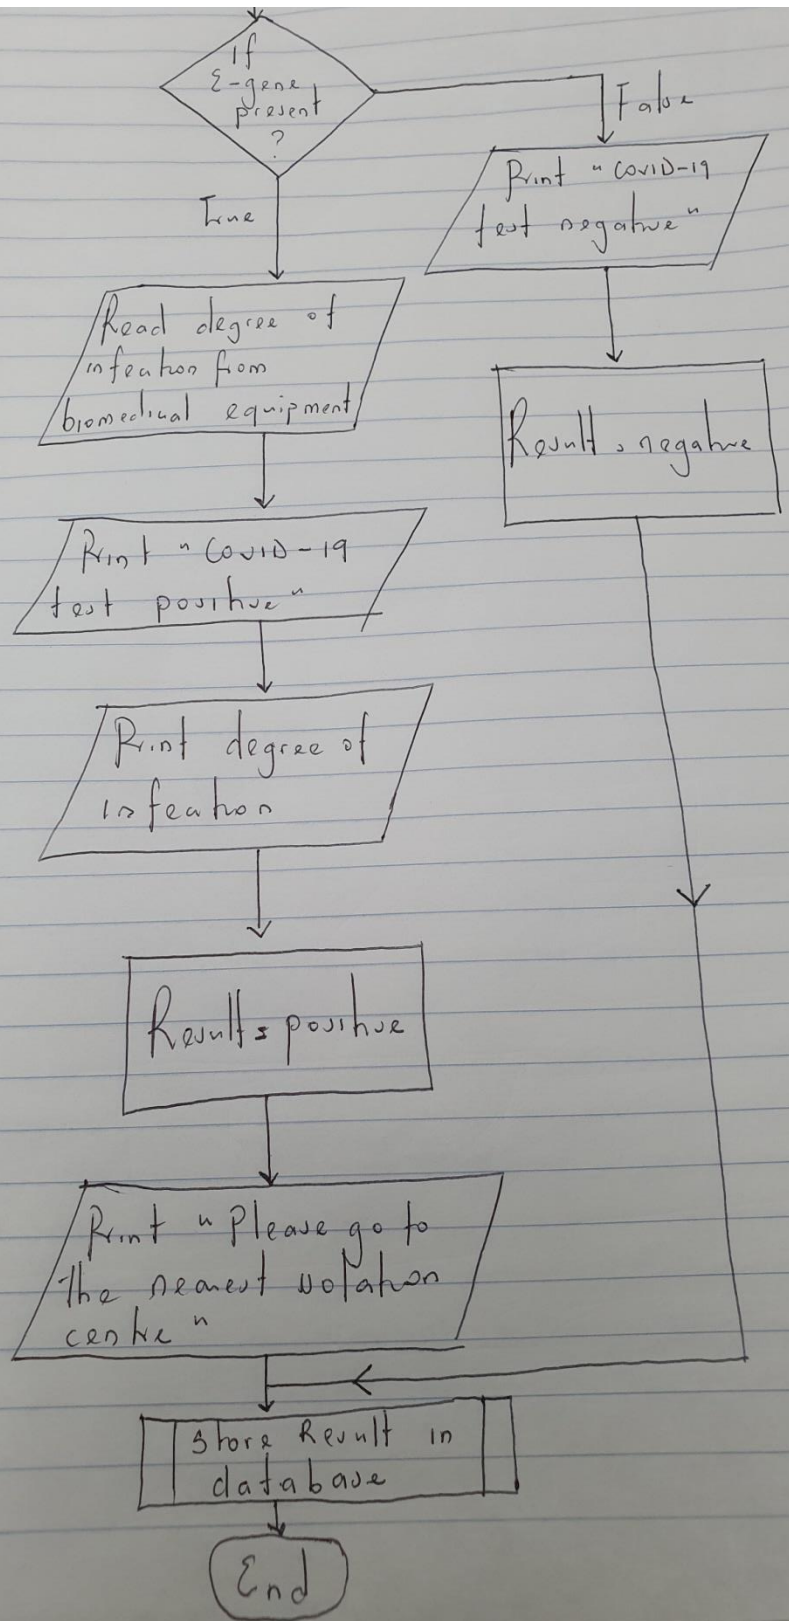 If
E-gene
present
?
False
True
Print "COVID-19
test negative"
Read degree of
infection from
biomedical equipment
Result = negative
Print "COVID-19
test positive"
Print degree of
infection
Result = positive
Print "Please go to
the nearest isolation
centre"
Store Result in
database
End